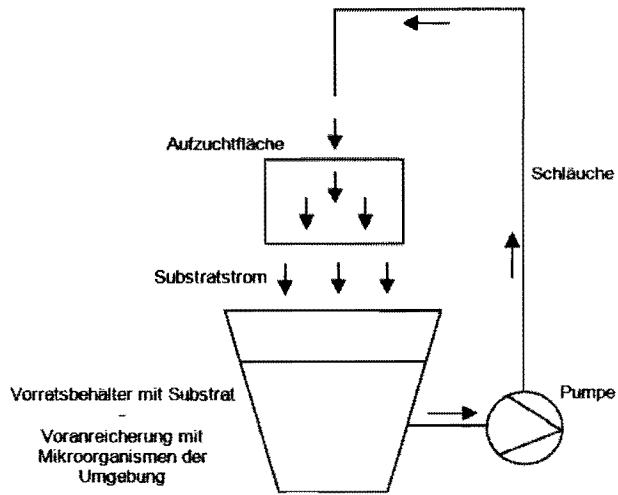 Aufzuchtfläche
Schläuche
Substratstrom
Vorratsbehälter mit Substrat
-
Voranreicherung mit
Mikroorganismen der
Umgebung
Pumpe